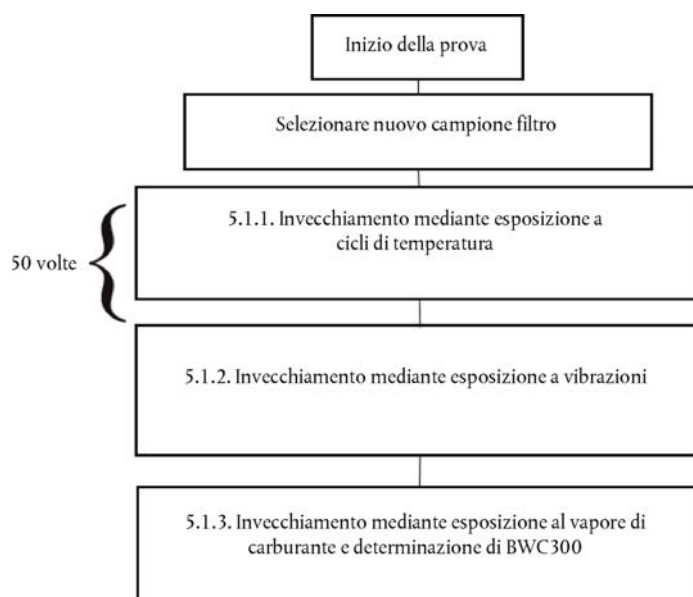 Inizio della prova
Selezionare nuovo campione filtro
5.1.1. Invecchiamento mediante esposizione a
cicli di temperatura
50 volte
5.1.2. Invecchiamento mediante esposizione a vibrazioni
5.1.3. Invecchiamento mediante esposizione al vapore di
carburante e determinazione di BWC300